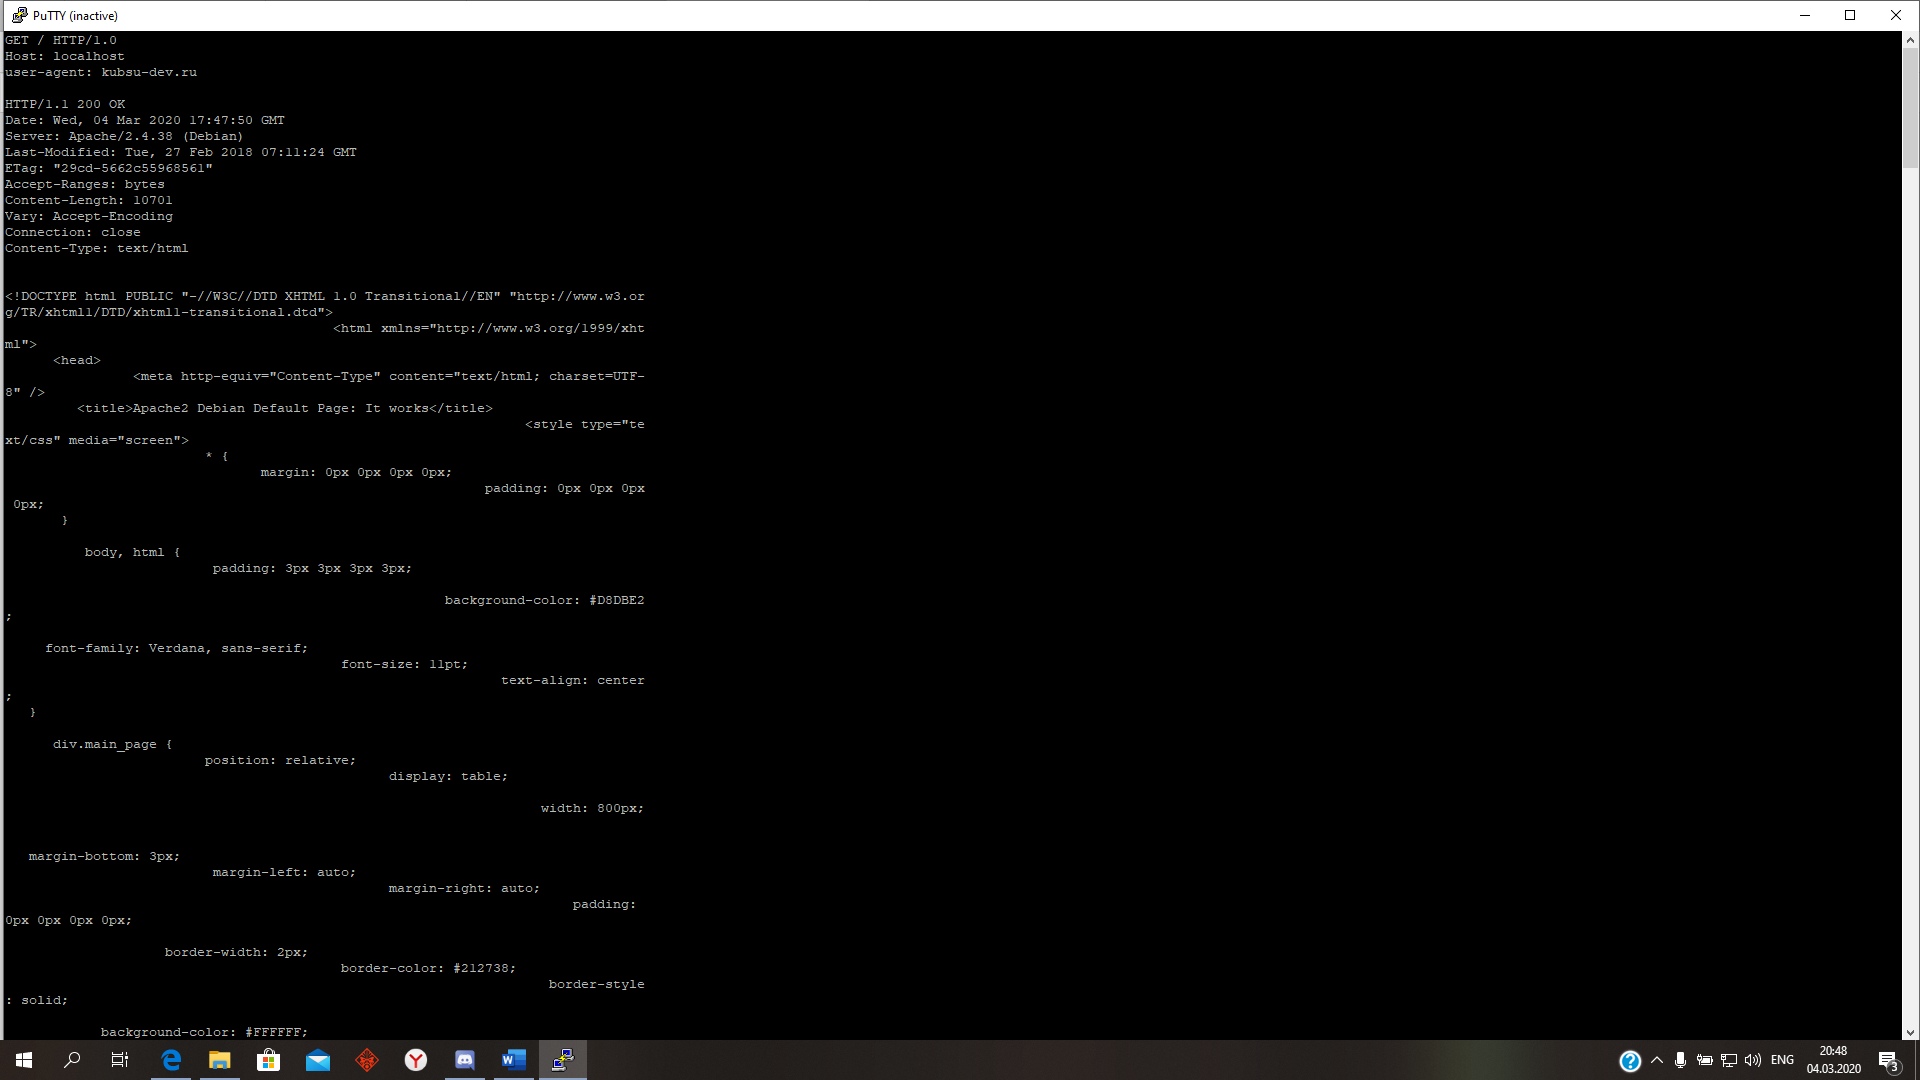 PuTTY (inactive)
GET / HTTP/1.0
Host: localhost
user-agent: kubsu-dev.ru
HTTP/1.1 200 OK
Date: Wed, 04 Mar 2020 17:47:50 GMT
Server: Apache/2.4.38 (Debian)
Last-Modified: Tue, 27 Feb 2018 07:11:24 GMT
ETag: "29cd-5662c55968561"
Accept-Ranges: bytes
Content-Length: 10701
Vary: Accept-Encoding
Connection: close
Content-Type: text/html
<!DOCTYPE html PUBLIC "-//W3C//DTD XHTML 1.0 Transitional//EN" "http://www.w3.or
g/TR/xhtml1/DTD/xhtml1-transitional.dtd">
<html xmlns="http://www.w3.org/1999/xht
ml">
<head>
<meta http-equiv="Content-Type" content="text/html; charset=UTF-
8" />
<title>Apache2 Debian Default Page: It works</title>
<style type="te
xt/css" media="screen">
* {
margin: 0px 0px 0px 0px;
padding: 0px 0px 0px
0px;
}
body, html {
padding: 3px 3px 3px 3px;
background-color: #D8DBE2
;
font-family: Verdana, sans-serif;
font-size: 11pt;
text-align: center
;
}
div.main_page {
position: relative;
display: table;
width: 800px;
margin-bottom: 3px;
margin-left: auto;
margin-right: auto;
padding:
0px 0px 0px 0px;
border-width: 2px;
border-color: #212738;
border-style
: solid;
background-color: #FFFFFF;
ENG
20:48
04.03.2020
3